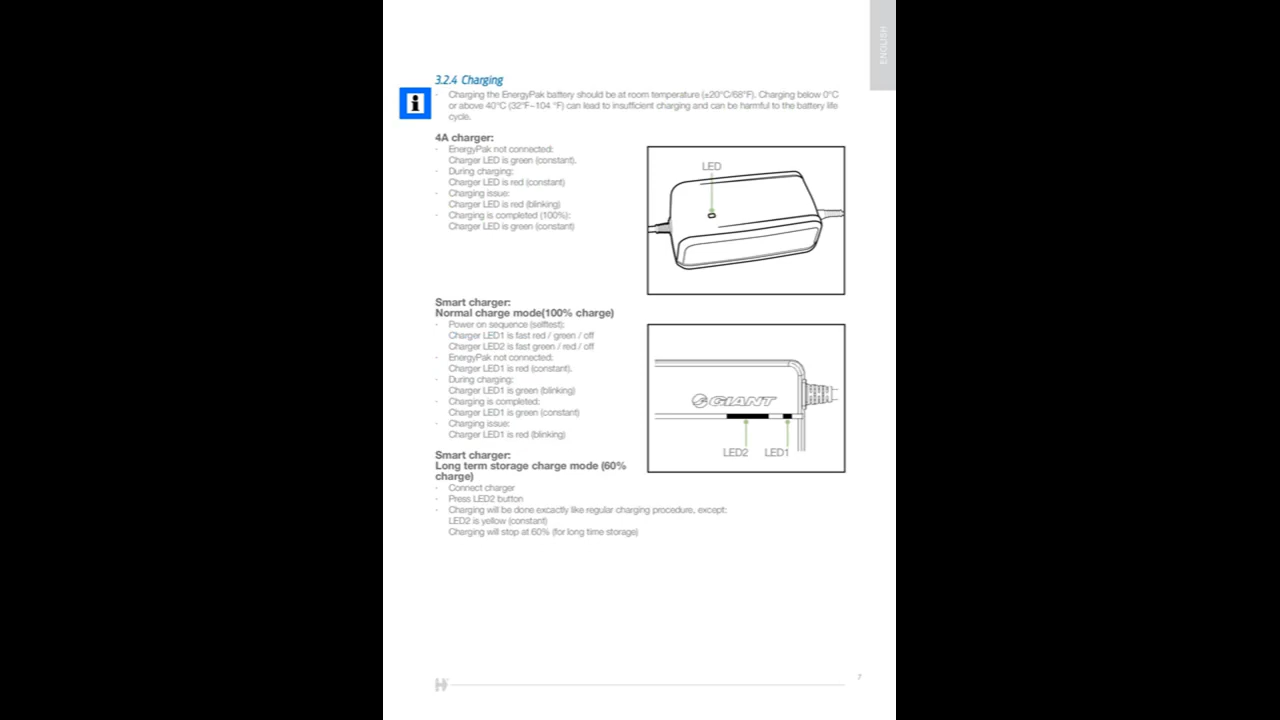 ENGLISH
3.2.4 Charging
- Charging the EnergyPak battery should be at room temperature (±20°C/68°F). Charging below 0°C
or above 40°C (32°F~104 °F) can lead to insufficient charging and can be harmful to the battery life
cycle.
i
4A charger:
- EnergyPak not connected:
Charger LED is green (constant).
- During charging:
Charger LED is red (constant)
- Charging issue:
Charger LED is red (blinking)
- Charging is completed (100%):
Charger LED is green (constant)
LED
Smart charger:
Normal charge mode(100% charge)
- Power on sequence (selftest):
Charger LED1 is fast red / green / off
Charger LED2 is fast green / red / off
- EnergyPak not connected:
Charger LED1 is red (constant).
- During charging:
Charger LED1 is green (blinking)
- Charging is completed:
Charger LED1 is green (constant)
- Charging issue:
Charger LED1 is red (blinking)
GIANT
LED2 LED1
Smart charger:
Long term storage charge mode (60%
charge)
- Connect charger
- Press LED2 button
- Charging will be done excactly like regular charging procedure, except:
LED2 is yellow (constant)
Charging will stop at 60% (for long time storage)
7